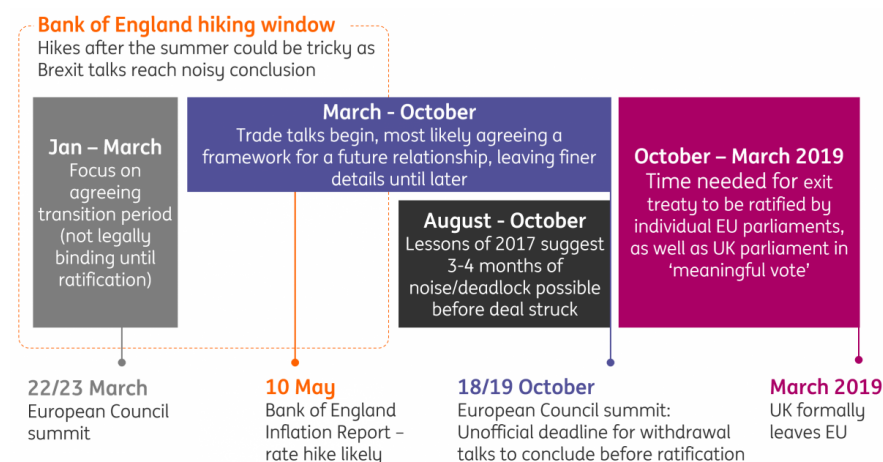 Bank of England hiking window
Hikes after the summer could be tricky as
Brexit talks reach noisy conclusion
Jan – March
Focus on
agreeing
transition period
(not legally
binding until
ratification)
March - October
Trade talks begin, most likely agreeing a
framework for a future relationship, leaving finer
details until later
August - October
Lessons of 2017 suggest
3-4 months of
noise/deadlock possible
before deal struck
October – March 2019
Time needed for exit
treaty to be ratified by
individual EU parliaments,
as well as UK parliament in
‘meaningful vote’
22/23 March
European Council
summit
10 May
Bank of England
Inflation Report –
rate hike likely
18/19 October
European Council summit:
Unofficial deadline for withdrawal
talks to conclude before ratification
March 2019
UK formally
leaves EU